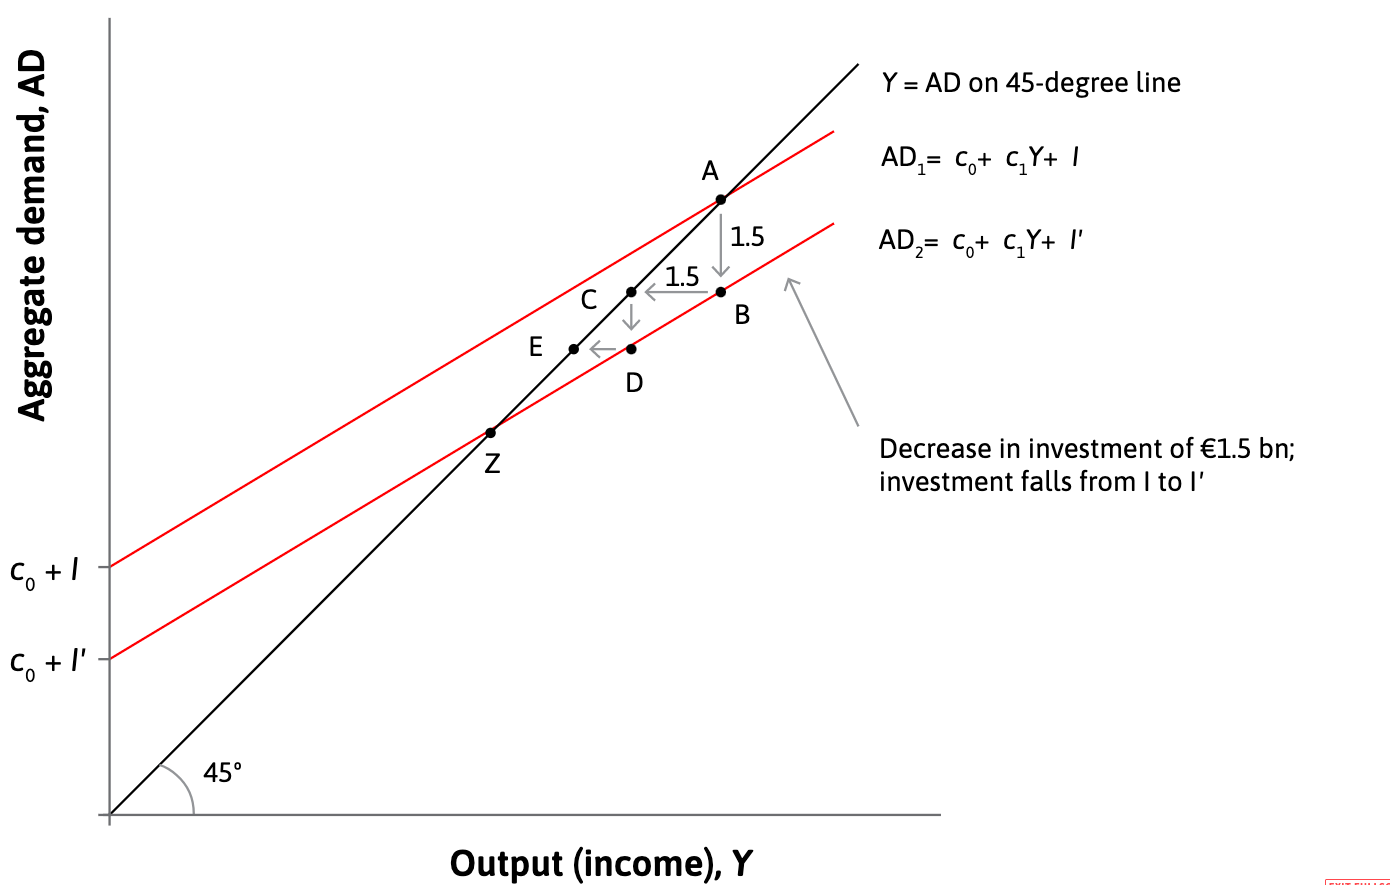 Aggregate demand, AD
Y = AD on 45-degree line
AD₁= c₀+ c₁Y+ I
AD₂= c₀+ c₁Y+ I′
A
1.5
1.5
C
B
E
D
Z
Decrease in investment of €1.5 bn;
investment falls from I to I′
c₀ + I
c₀ + I′
45°
Output (income), Y